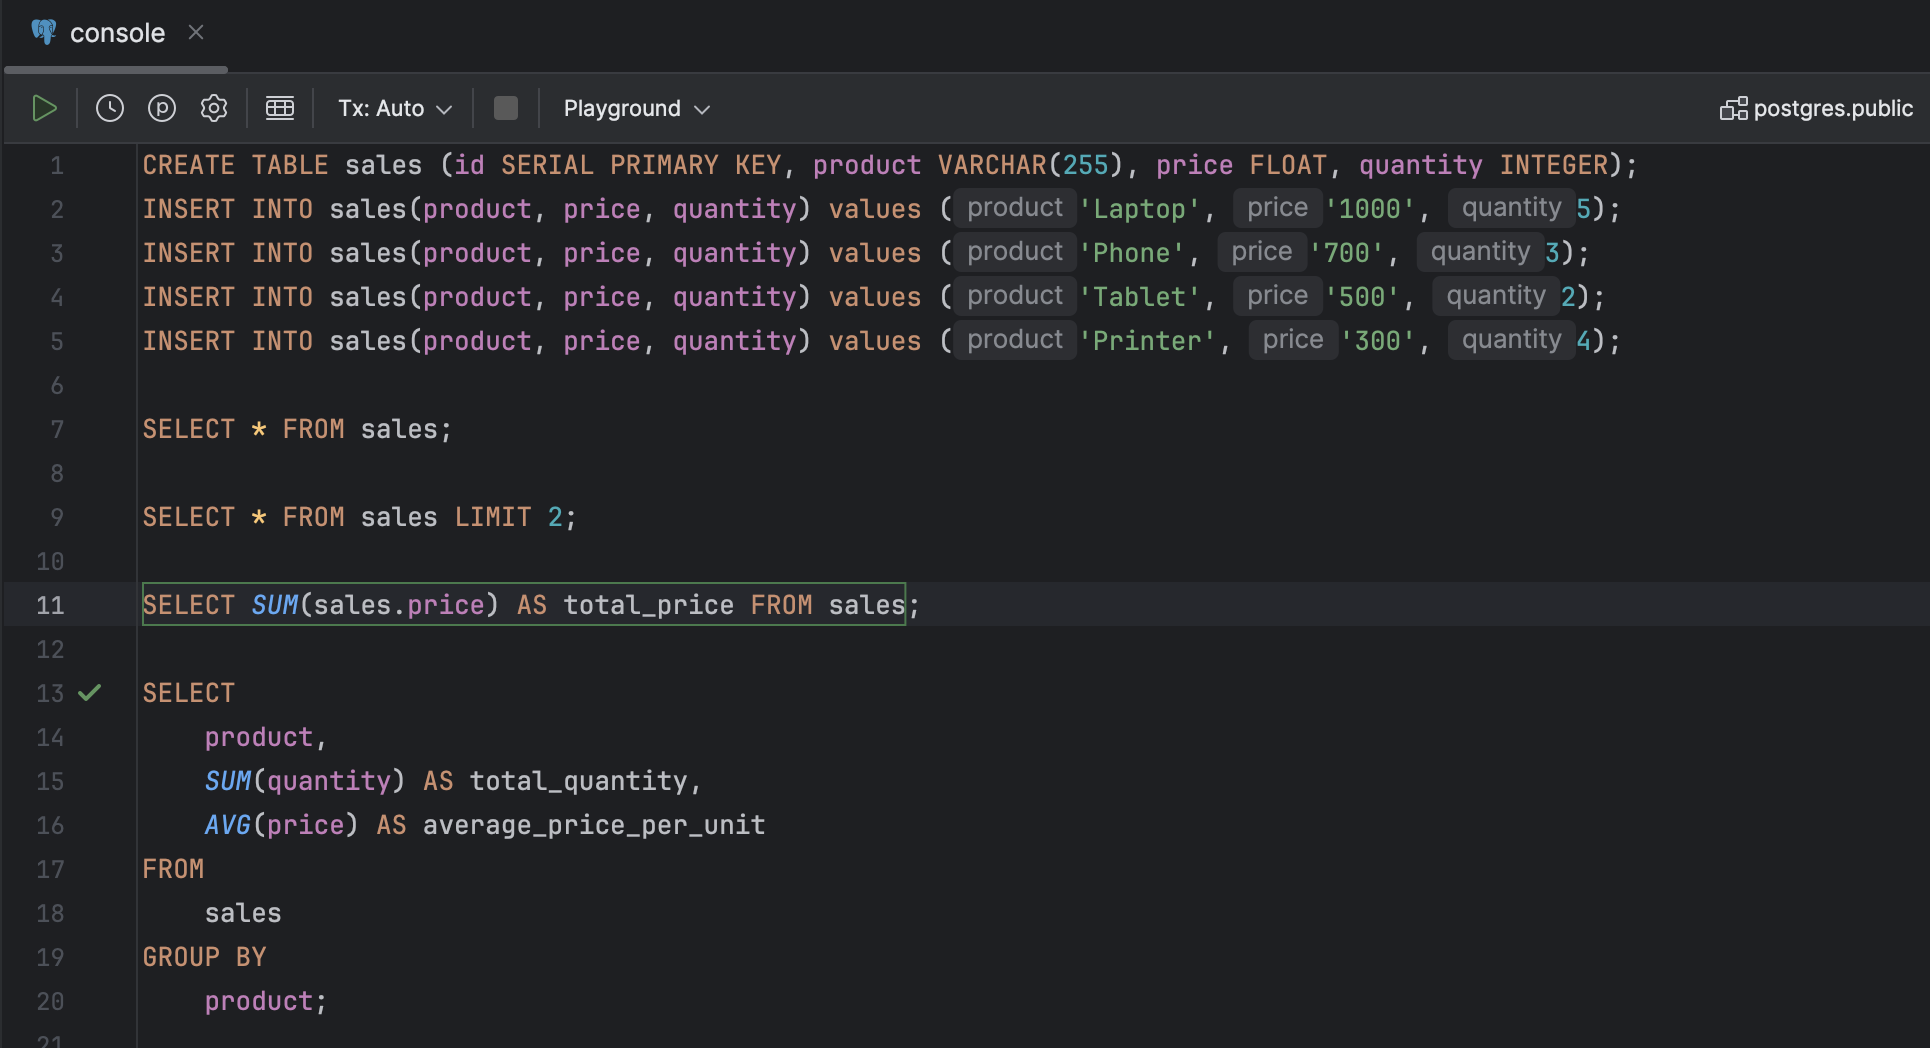 console
Tx: Auto Playground postgres.public
1 CREATE TABLE sales (id SERIAL PRIMARY KEY, product VARCHAR(255), price FLOAT, quantity INTEGER);
2 INSERT INTO sales(product, price, quantity) values ( product 'Laptop', price '1000', quantity 5);
3 INSERT INTO sales(product, price, quantity) values ( product 'Phone', price '700', quantity 3);
4 INSERT INTO sales(product, price, quantity) values ( product 'Tablet', price '500', quantity 2);
5 INSERT INTO sales(product, price, quantity) values ( product 'Printer', price '300', quantity 4);
6
7 SELECT * FROM sales;
8
9 SELECT * FROM sales LIMIT 2;
10
11 SELECT SUM(sales.price) AS total_price FROM sales;
12
13 SELECT
14 product,
15 SUM(quantity) AS total_quantity,
16 AVG(price) AS average_price_per_unit
17 FROM
18 sales
19 GROUP BY
20 product;
21